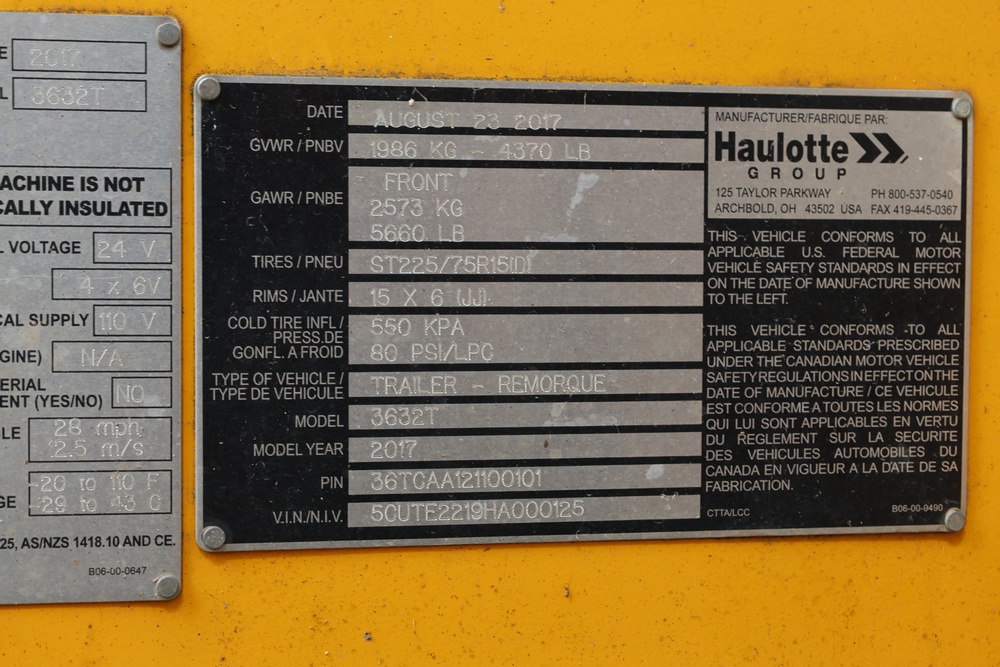 E 2017
L 3632T
ACHINE IS NOT
CALLY INSULATED
L VOLTAGE 24 V
4 x 6V
CAL SUPPLY 110 V
GINE) N/A
ERIAL
ENT (YES/NO) NO
BLE 28 mph
12.5 m/s
-20 to 110 F
GE -29 to 43 C
25, AS/NZS 1418.10 AND CE.
B06-00-0647
DATE AUGUST 23 2017
GVWR / PNBV 1986 KG - 4370 LB
GAWR / PNBE FRONT
2573 KG
5660 LB
TIRES / PNEU ST225/75R15(D)
RIMS / JANTE 15 X 6 (JJ)
COLD TIRE INFL /
PRESS.DE
GONFL. A FROID
550 KPA
80 PSI/LPC
TYPE OF VEHICLE /
TYPE DE VEHICULE
TRAILER - REMORQUE
MODEL 3632T
MODEL YEAR 2017
PIN 36TCAA121100101
V.I.N./N.I.V. 5CUTE2219HA000125
MANUFACTURER/FABRIQUE PAR:
Haulotte
GROUP
125 TAYLOR PARKWAY PH 800-537-0540
ARCHBOLD, OH 43502 USA FAX 419-445-0367
THIS VEHICLE CONFORMS TO ALL
APPLICABLE U.S. FEDERAL MOTOR
VEHICLE SAFETY STANDARDS IN EFFECT
ON THE DATE OF MANUFACTURE SHOWN
TO THE LEFT.
THIS VEHICLE CONFORMS TO ALL
APPLICABLE STANDARDS PRESCRIBED
UNDER THE CANADIAN MOTOR VEHICLE
SAFETY REGULATIONS IN EFFECT ON THE
DATE OF MANUFACTURE / CE VEHICULE
EST CONFORME A TOUTES LES NORMES
QUI LUI SONT APPLICABLES EN VERTU
DU REGLEMENT SUR LA SECURITE
DES VEHICULES AUTOMOBILES DU
CANADA EN VIGUEUR A LA DATE DE SA
FABRICATION.
CTTA/LCC B06-00-9490